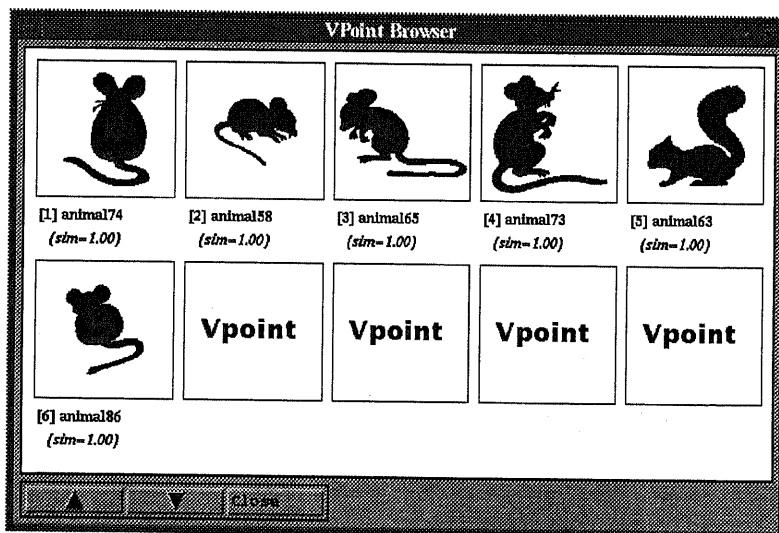 VPoint Browser
[1] animal74
(sim=1.00)
[2] animal58
(sim=1.00)
[3] animal65
(sim=1.00)
[4] animal73
(sim=1.00)
[5] animal63
(sim=1.00)
Vpoint
Vpoint
Vpoint
Vpoint
[6] animal86
(sim=1.00)
Close